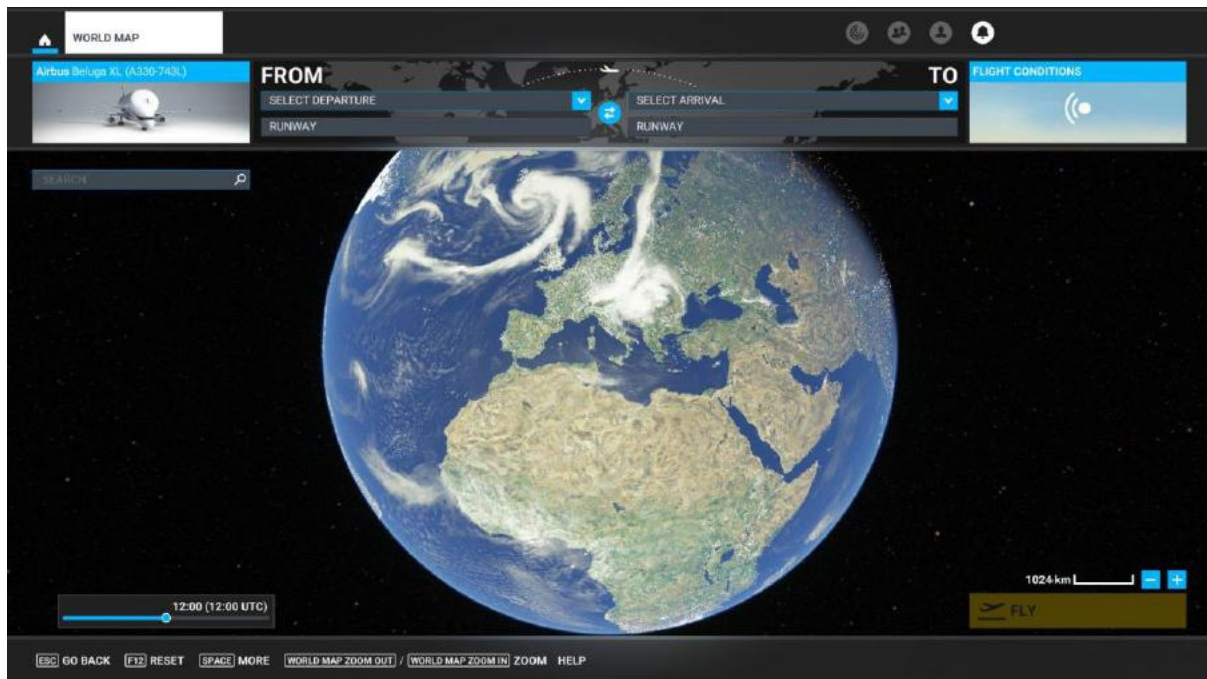 WORLD MAP
Airbus Beluga XL (A330-743L)
FROM
TO
FLIGHT CONDITIONS
SELECT DEPARTURE
SELECT ARRIVAL
RUNWAY
RUNWAY
SEARCH
1024 km
12:00 (12:00 UTC)
FLY
ESC GO BACK F12 RESET SPACE MORE WORLD MAP ZOOM OUT / WORLD MAP ZOOM IN ZOOM HELP